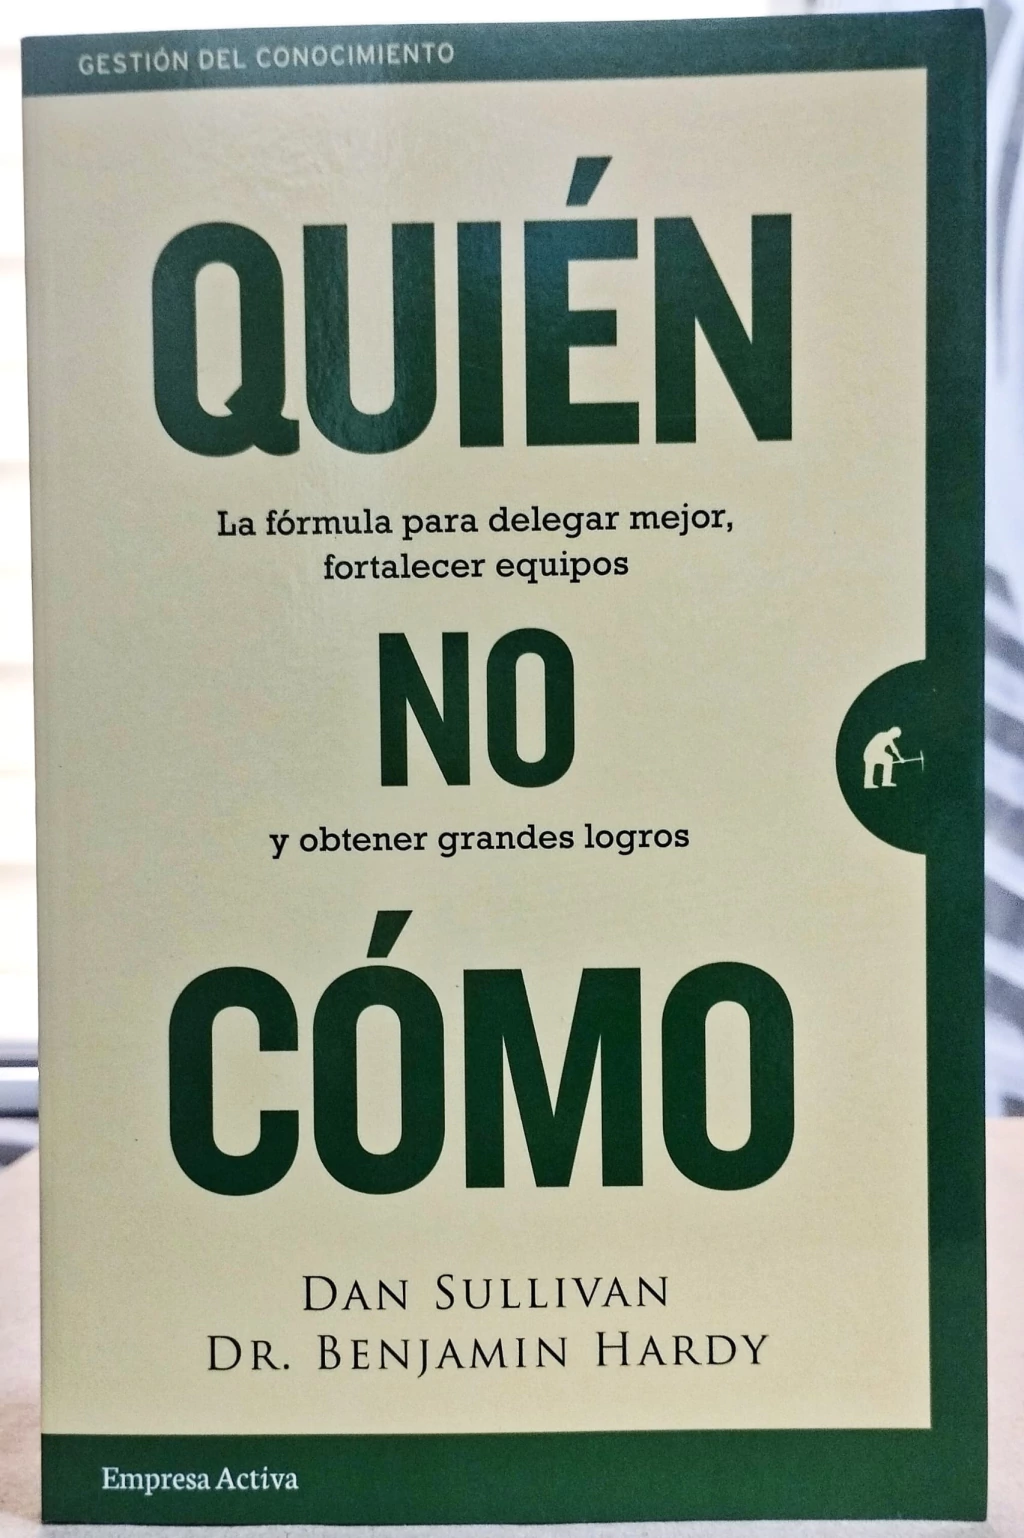 GESTIÓN DEL CONOCIMIENTO
QUIÉN
La fórmula para delegar mejor,
fortalecer equipos
NO
y obtener grandes logros
CÓMO
DAN SULLIVAN
DR. BENJAMIN HARDY
Empresa Activa